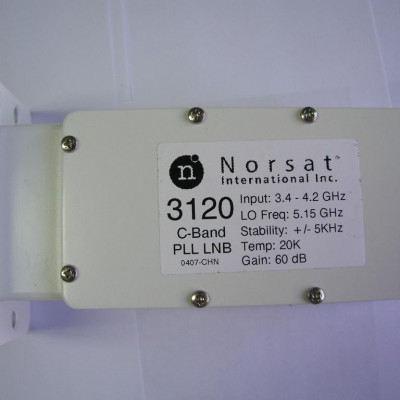 n Norsat™
International Inc.
3120
C-Band
PLL LNB
0407-CHN
Input: 3.4 - 4.2 GHz
LO Freq: 5.15 GHz
Stability: +/- 5KHz
Temp: 20K
Gain: 60 dB